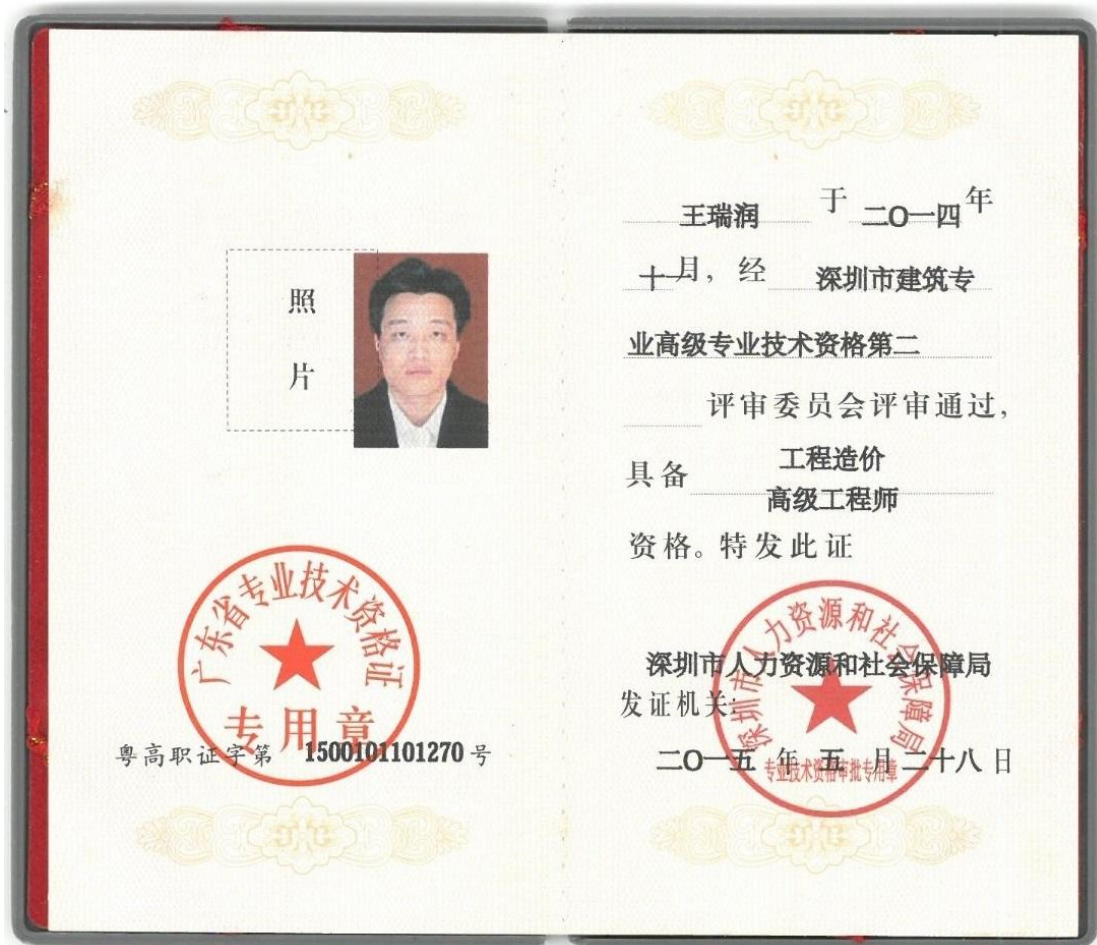 照
片
广东省专业技术资格证
专用章
粤高职证字第 1500101101270 号
王瑞润 于 二〇一四 年
十 月，经 深圳市建筑专
业高级专业技术资格第二
评审委员会评审通过，
具备 工程造价
高级工程师
资格。特发此证
深圳市人力资源和社会保障局
深圳市人力资源和社会保障局
发证机关：
二〇一五 年 五 月 二十八 日
专业技术资格审批专用章